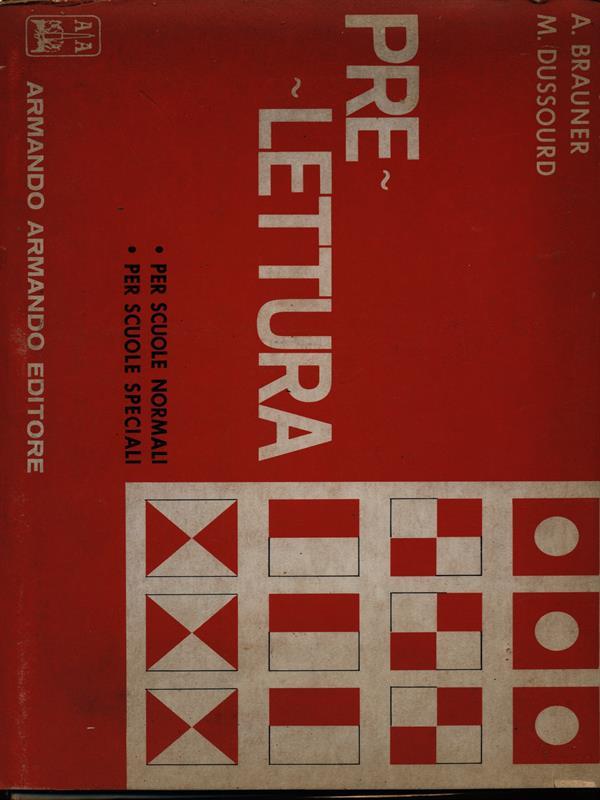 A. BRAUNER
M. DUSSOURD
PRE~
~LETTURA
• PER SCUOLE NORMALI
• PER SCUOLE SPECIALI
A A
ARMANDO ARMANDO EDITORE